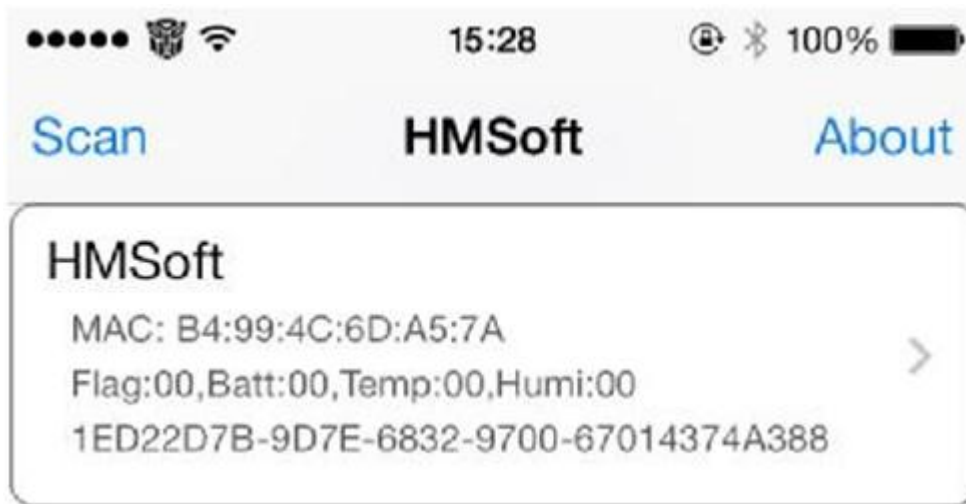 15:28 100%
Scan HMSoft About
HMSoft
MAC: B4:99:4C:6D:A5:7A
Flag:00,Batt:00,Temp:00,Humi:00
1ED22D7B-9D7E-6832-9700-67014374A388